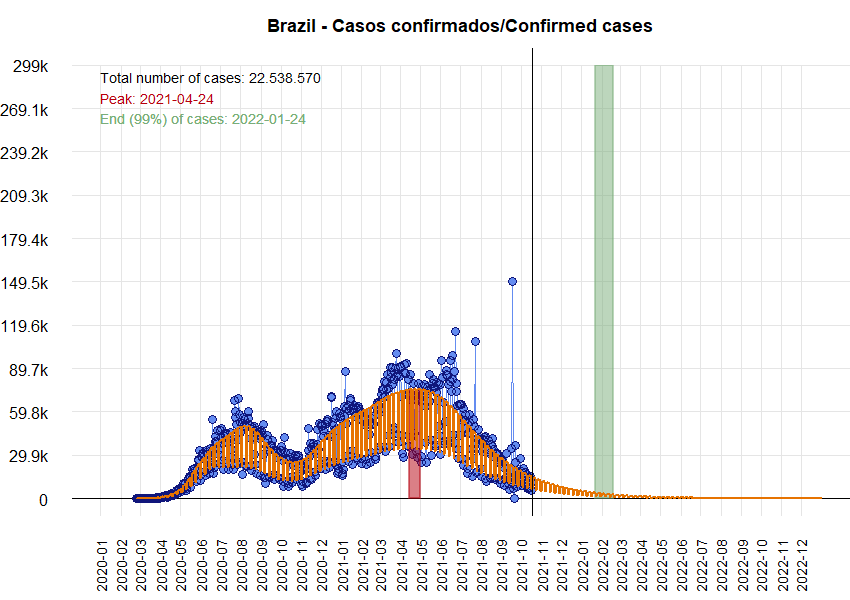 Brazil - Casos confirmados/Confirmed cases
299k
269.1k
239.2k
209.3k
179.4k
149.5k
119.6k
89.7k
59.8k
29.9k
0
Total number of cases: 22.538.570
Peak: 2021-04-24
End (99%) of cases: 2022-01-24
2020-01
2020-02
2020-03
2020-04
2020-05
2020-06
2020-07
2020-08
2020-09
2020-10
2020-11
2020-12
2021-01
2021-02
2021-03
2021-04
2021-05
2021-06
2021-07
2021-08
2021-09
2021-10
2021-11
2021-12
2022-01
2022-02
2022-03
2022-04
2022-05
2022-06
2022-07
2022-08
2022-09
2022-10
2022-11
2022-12